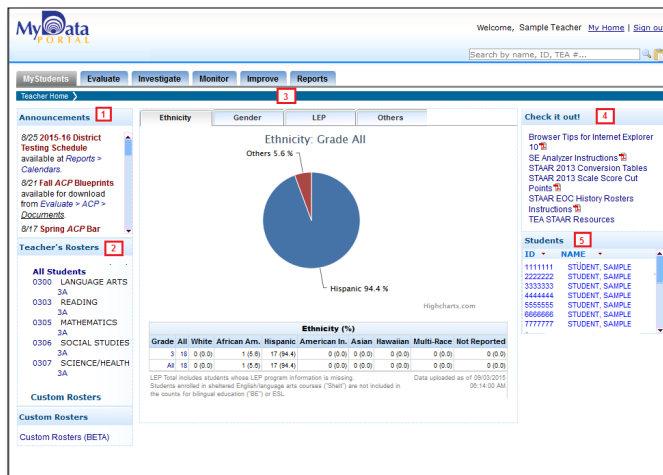 MyData
PORTAL
Welcome, Sample Teacher My Home | Sign ou
Search by name, ID, TEA #...
MyStudents Evaluate Investigate Monitor Improve Reports
Teacher Home
3
Announcements
1
8/25 2015-16 District
Testing Schedule
available at Reports >
Calendars.
8/21 Fall ACP Blueprints
available for download
from Evaluate > ACP >
Documents.
8/17 Spring ACP Bar
Teacher's Rosters
2
All Students
0300 LANGUAGE ARTS
3A
0303 READING
3A
0305 MATHEMATICS
3A
0306 SOCIAL STUDIES
3A
0307 SCIENCE/HEALTH
3A
Custom Rosters
Custom Rosters
Custom Rosters (BETA)
Ethnicity Gender LEP Others
Ethnicity: Grade All
Others 5.6 %
Hispanic 94.4 %
Highcharts.com
Ethnicity (%)
Grade All White African Am. Hispanic American In. Asian Hawaiian Multi-Race Not Reported
3 18 0 (0.0) 1 (5.6) 17 (94.4) 0 (0.0) 0 (0.0) 0 (0.0) 0 (0.0) 0 (0.0)
All 18 0 (0.0) 1 (5.6) 17 (94.4) 0 (0.0) 0 (0.0) 0 (0.0) 0 (0.0) 0 (0.0)
LEP Total includes students whose LEP program information is missing.
Students enrolled in sheltered English/language arts courses ("Shelt") are not included in
the counts for bilingual education ("BE") or ESL.
Data uploaded as of 09/03/2015
06:14:00 AM
Check it out!
4
Browser Tips for Internet Explorer
10
SE Analyzer Instructions
STAAR 2013 Conversion Tables
STAAR 2013 Scale Score Cut
Points
STAAR EOC History Rosters
Instructions
TEA STAAR Resources
Students
5
ID NAME
1111111 STUDENT, SAMPLE
2222222 STUDENT, SAMPLE
3333333 STUDENT, SAMPLE
4444444 STUDENT, SAMPLE
5555555 STUDENT, SAMPLE
6666666 STUDENT, SAMPLE
7777777 STUDENT, SAMPLE